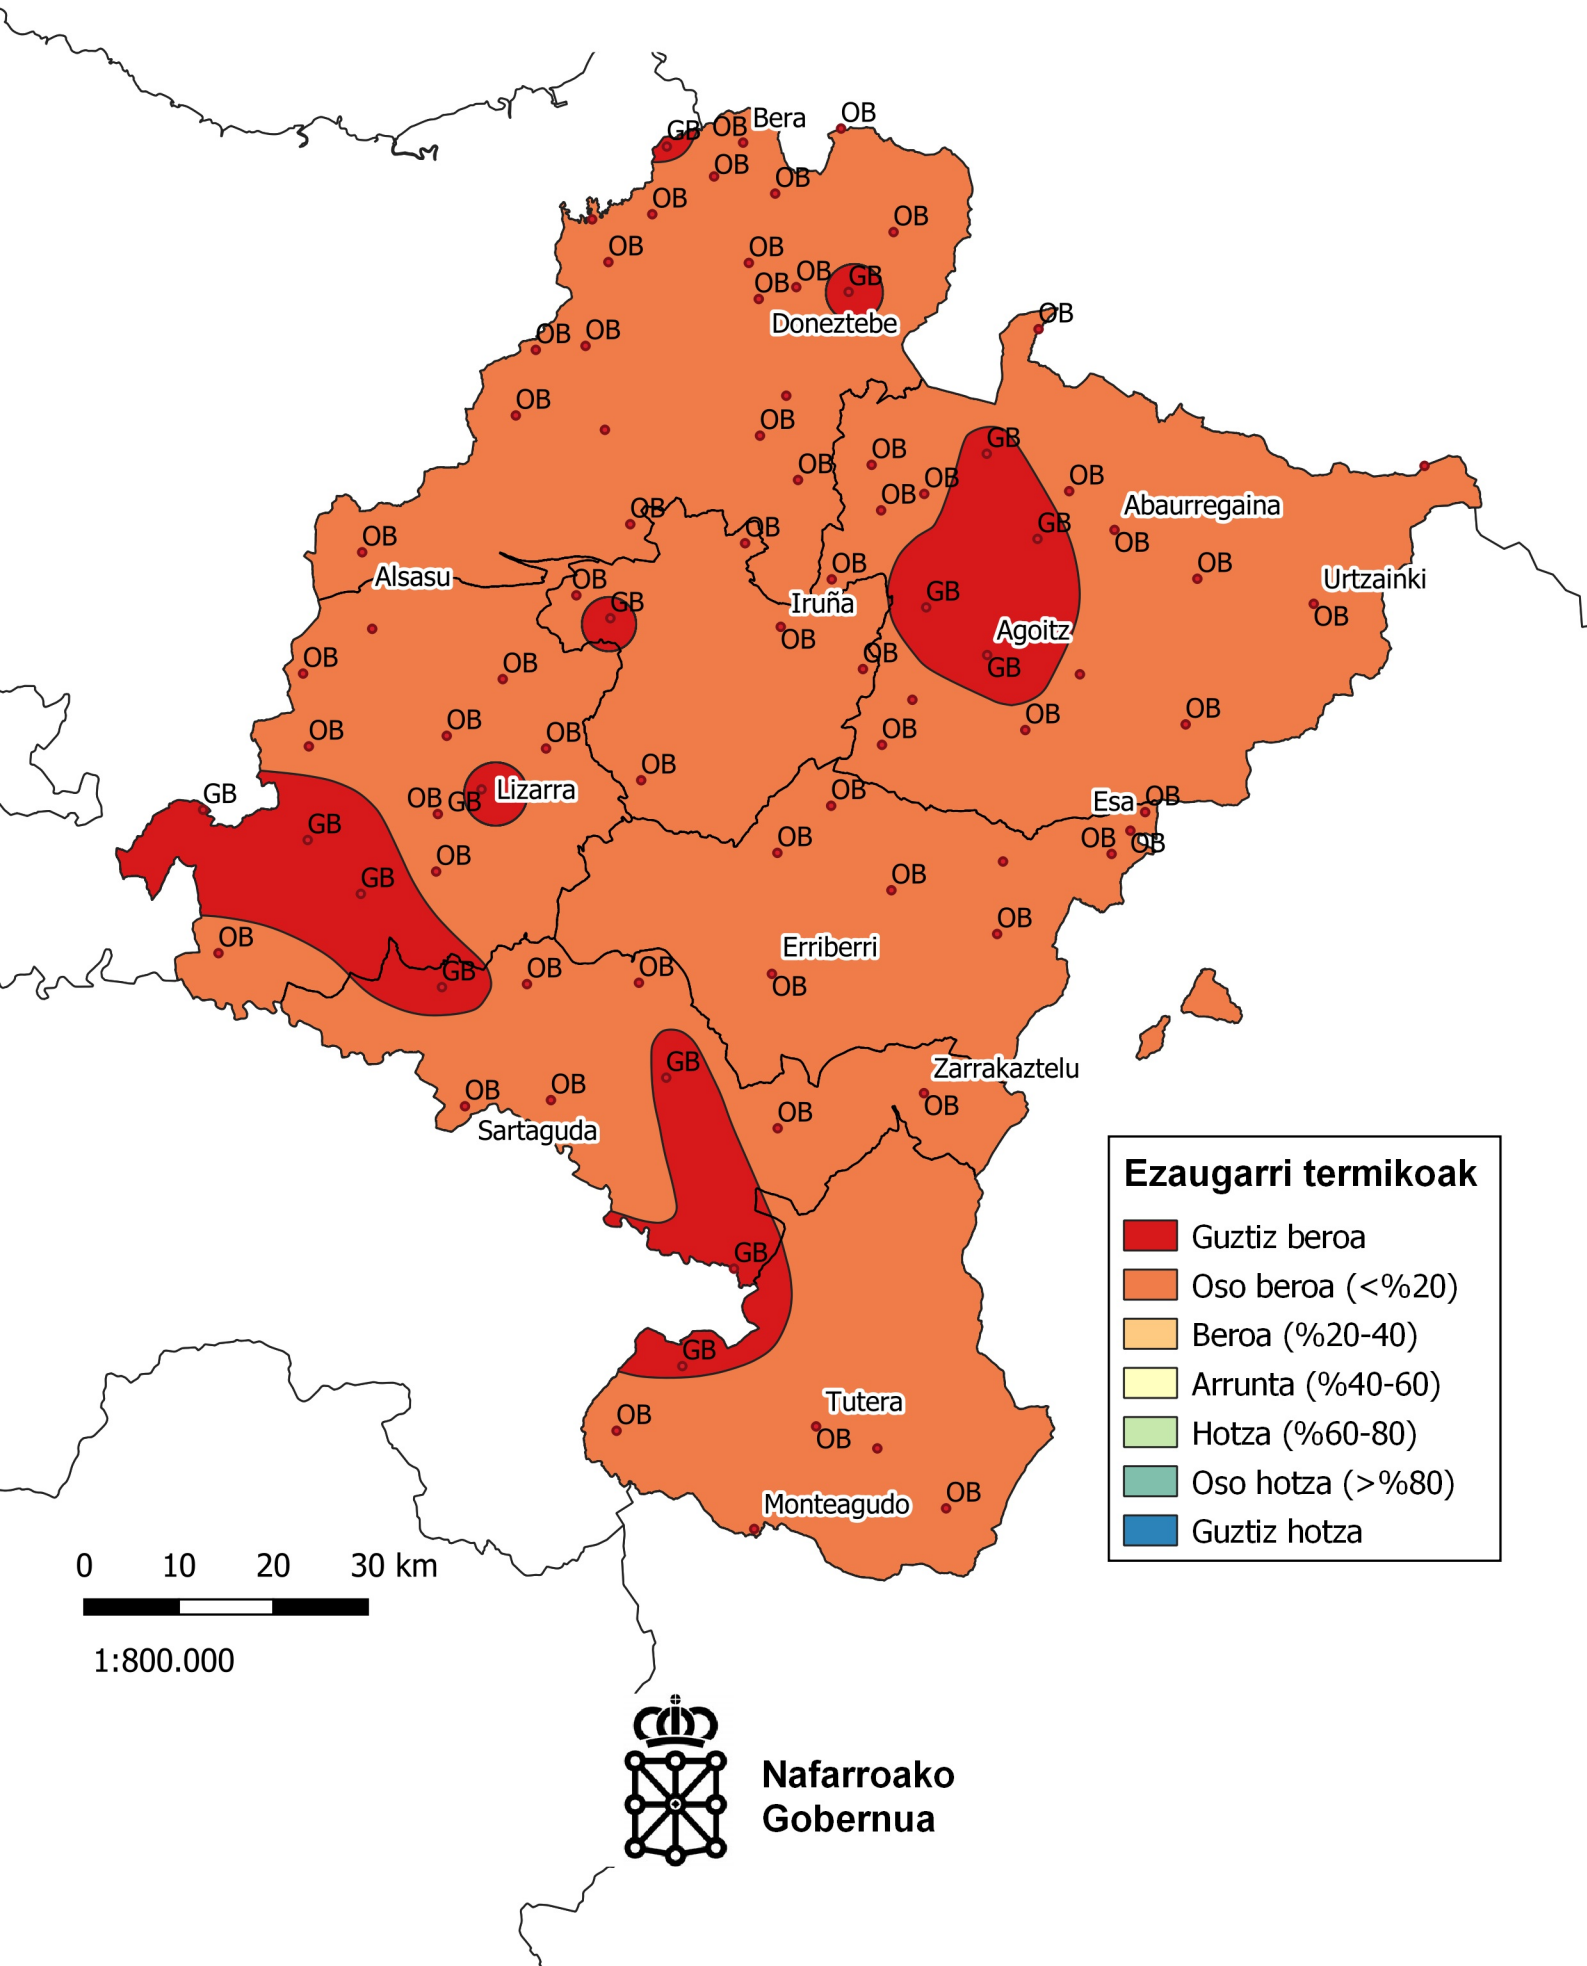 OB
GB OB Bera
OB
OB
OB
OB
OB
OB
OB
OB
GB
OB
Doneztebe
OB
OB OB
OB
OB
GB
OB
OB
OB
OB
OB
Abaurregaina
OB
OB
GB
OB
OB
OB
OB
OB
Alsasu
OB
Urtzainki
GB
GB
Iruña
OB
Agoitz
OB
OB
OB
OB
GB
OB
OB
OB
OB
OB
OB
OB
GB
OB GB Lizarra
OB
Esa OB
GB
OB
OB OB
OB
GB
OB
OB
OB
Erriberri
GB
OB
OB
OB
GB
Zarrakaztelu
OB
OB
OB
OB
Sartaguda
GB
GB
Tutera
OB
OB
OB
Monteagudo
Ezaugarri termikoak
Guztiz beroa
Oso beroa (<%20)
Beroa (%20-40)
Arrunta (%40-60)
Hotza (%60-80)
Oso hotza (>%80)
Guztiz hotza
0 10 20 30 km
1:800.000
Nafarroako
Gobernua